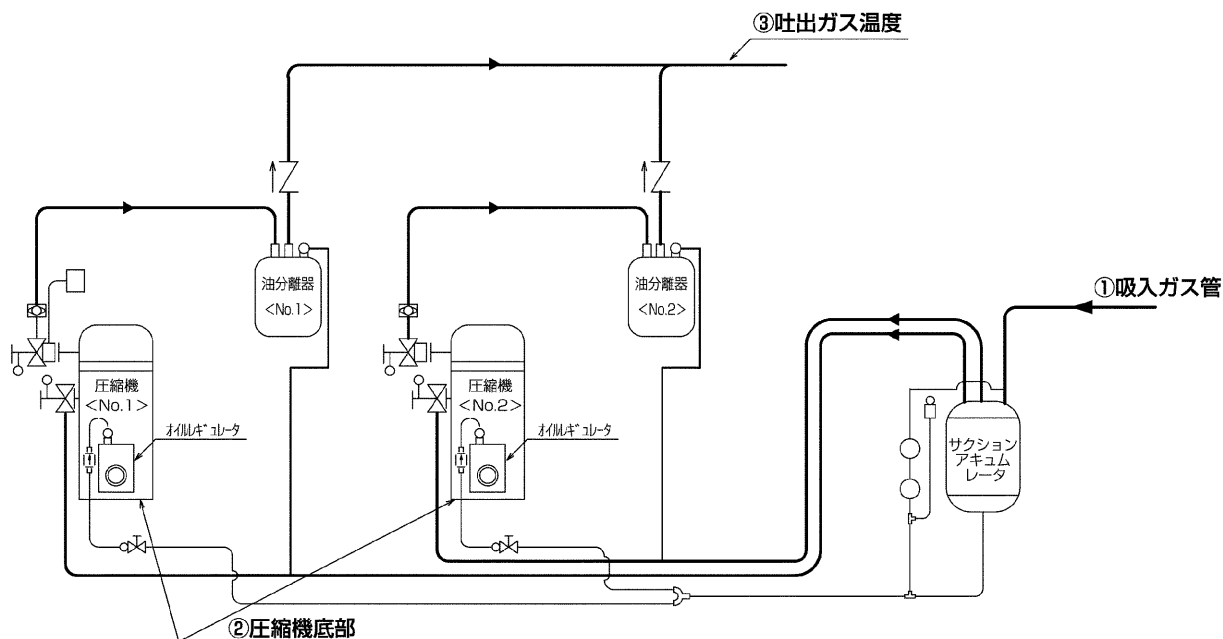 ③吐出ガス温度
油分離器
<No.1>
油分離器
<No.2>
①吸入ガス管
圧縮機
<No.1>
圧縮機
<No.2>
オイルレギュレータ
オイルレギュレータ
サクション
アキュム
レータ
②圧縮機底部